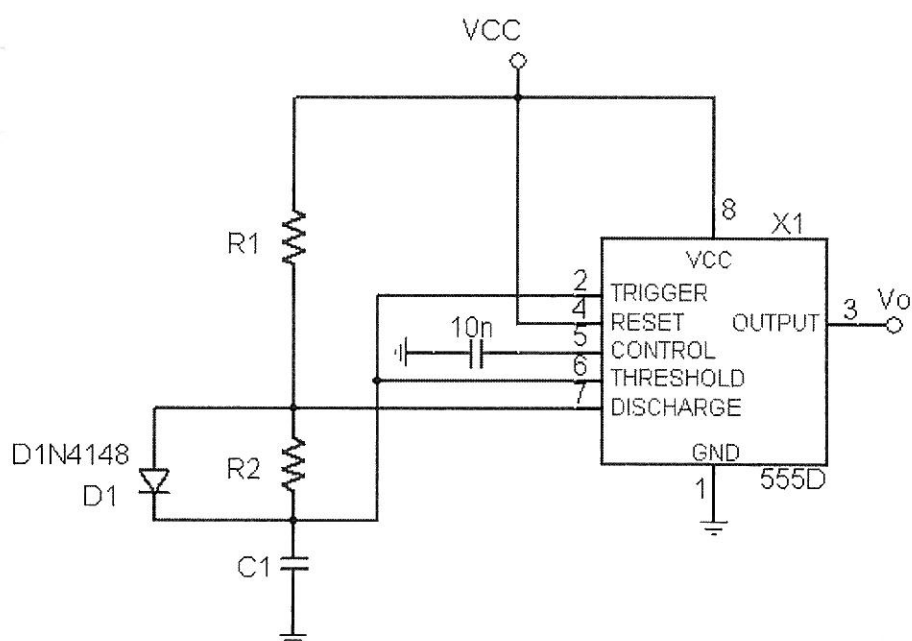 VCC
8
X1
R1
VCC
2
TRIGGER
4
RESET
OUTPUT
3
Vo
10n
5
CONTROL
6
THRESHOLD
7
DISCHARGE
D1N4148
D1
R2
GND
1
555D
C1